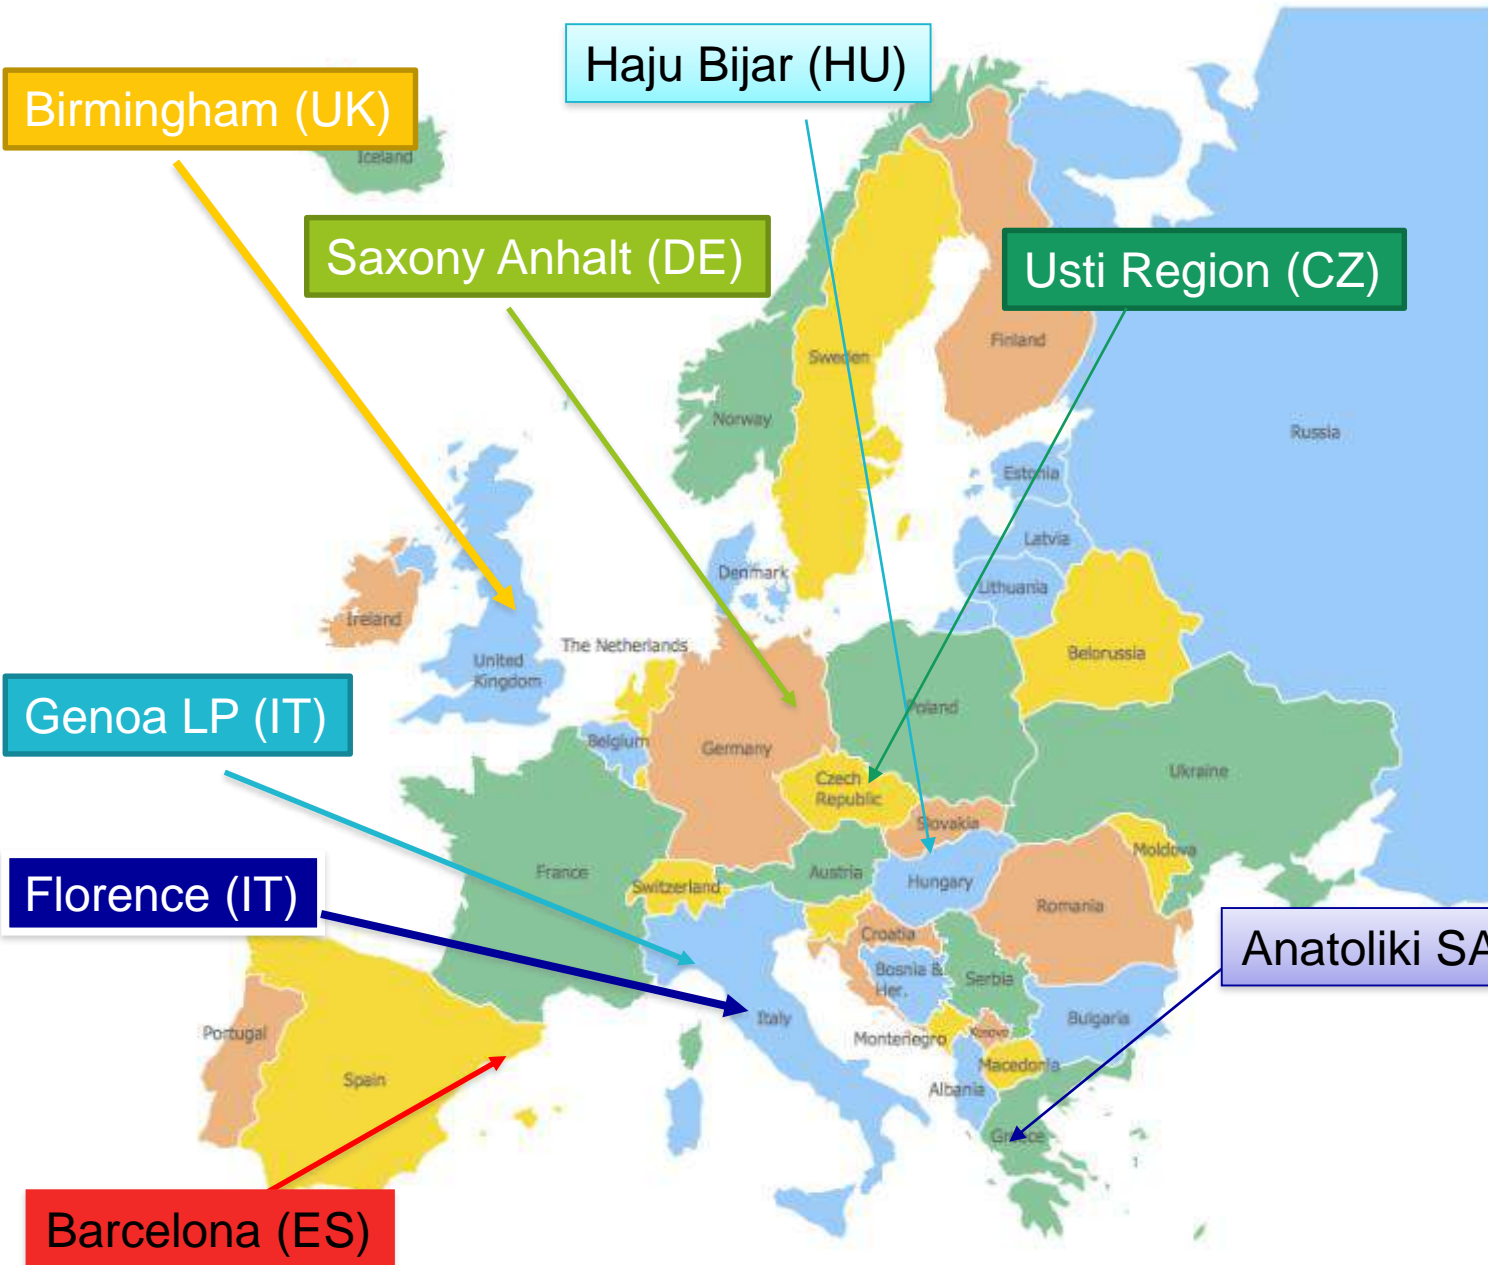 Haju Bijar (HU)
Birmingham (UK)
Iceland
Saxony Anhalt (DE)
Usti Region (CZ)
Finland
Sweden
Norway
Russia
Estonia
Latvia
Denmark
Lithuania
Ireland
The Netherlands
Belorussia
United
Kingdom
Genoa LP (IT)
Poland
Belgium
Germany
Ukraine
Czech
Republic
Slovakia
Moldova
France
Austria
Switzerland
Hungary
Florence (IT)
Romania
Croatia
Anatoliki SA
Bosnia &
Her.
Serbia
Italy
Bulgaria
Portugal
Montenegro
Kosovo
Macedonia
Spain
Albania
Greece
Barcelona (ES)